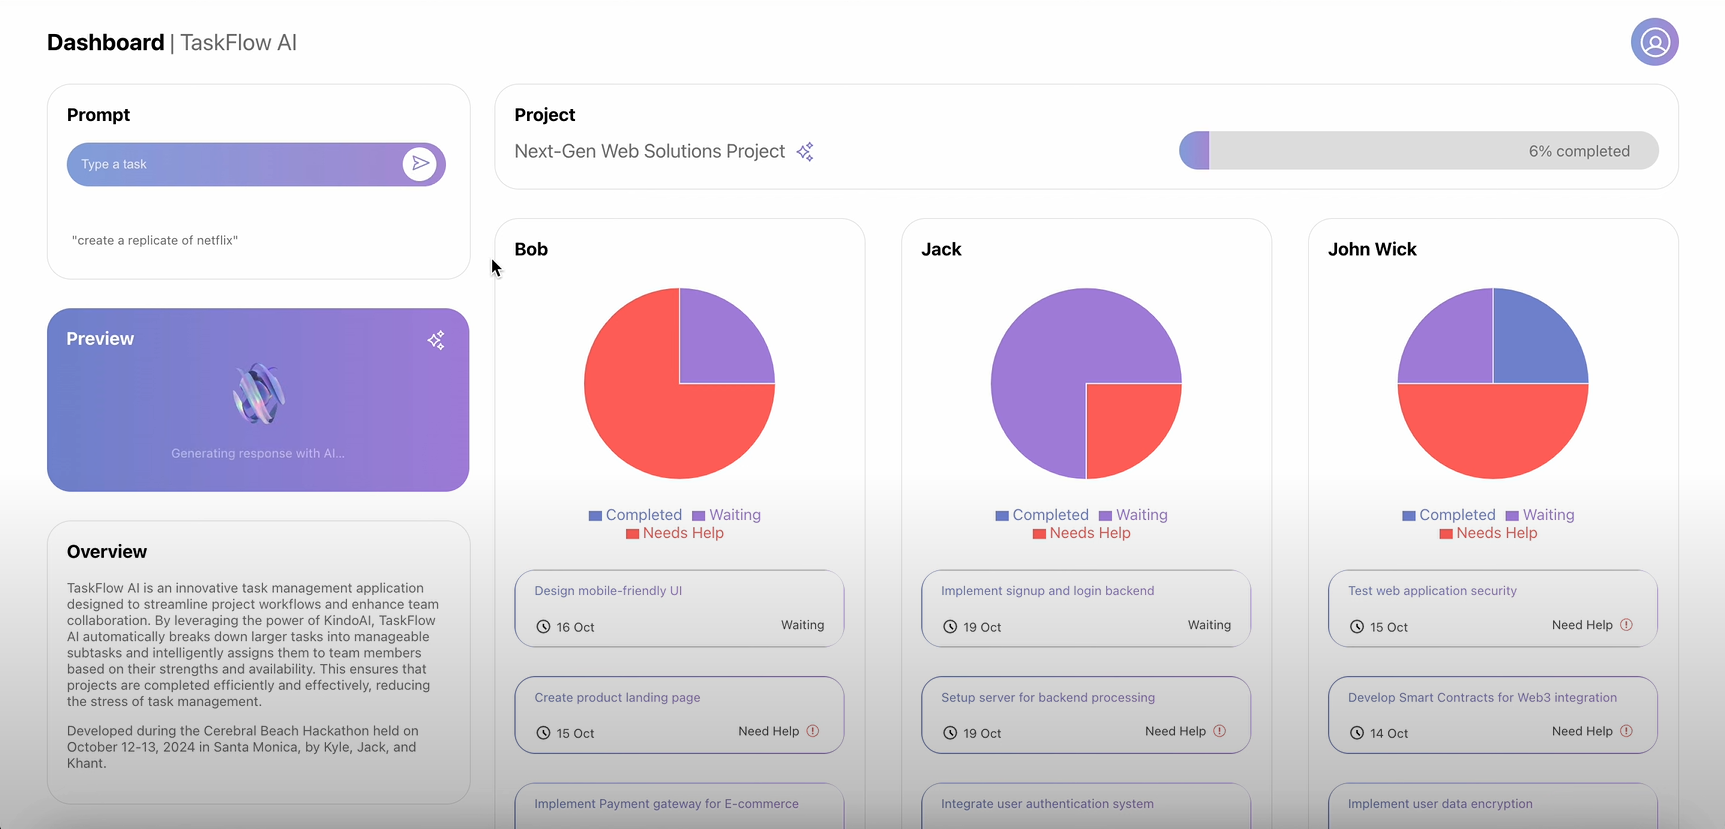 Dashboard | TaskFlow AI
Prompt
Type a task
"create a replicate of netflix"
Preview
Generating response with AI...
Overview
TaskFlow AI is an innovative task management application
designed to streamline project workflows and enhance team
collaboration. By leveraging the power of KindoAI, TaskFlow
AI automatically breaks down larger tasks into manageable
subtasks and intelligently assigns them to team members
based on their strengths and availability. This ensures that
projects are completed efficiently and effectively, reducing
the stress of task management.
Developed during the Cerebral Beach Hackathon held on
October 12-13, 2024 in Santa Monica, by Kyle, Jack, and
Khant.
Project
Next-Gen Web Solutions Project
6% completed
Bob
Completed Waiting
Needs Help
Design mobile-friendly UI
16 Oct Waiting
Create product landing page
15 Oct Need Help
Implement Payment gateway for E-commerce
Jack
Completed Waiting
Needs Help
Implement signup and login backend
19 Oct Waiting
Setup server for backend processing
19 Oct Need Help
Integrate user authentication system
John Wick
Completed Waiting
Needs Help
Test web application security
15 Oct Need Help
Develop Smart Contracts for Web3 integration
14 Oct Need Help
Implement user data encryption